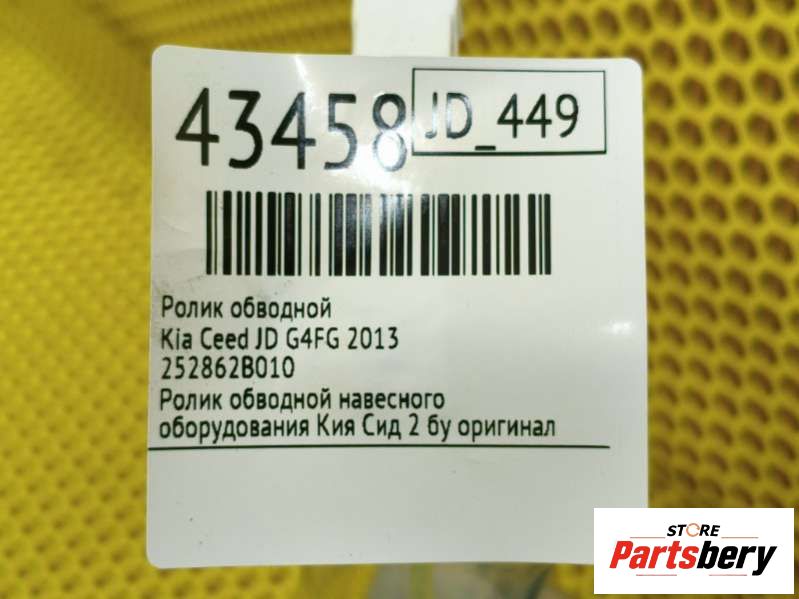 43458
JD_449
Ролик обводной
Kia Ceed JD G4FG 2013
252862B010
Ролик обводной навесного
оборудования Кия Сид 2 бу оригинал
STORE
Partsbery